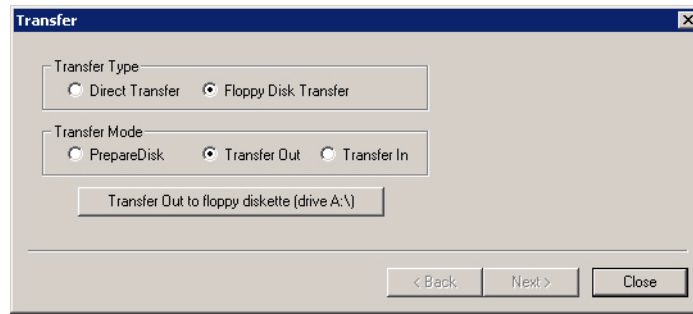 Transfer
Transfer Type
Direct Transfer Floppy Disk Transfer
Transfer Mode
PrepareDisk Transfer Out Transfer In
Transfer Out to floppy diskette (drive A:\)
< Back Next > Close